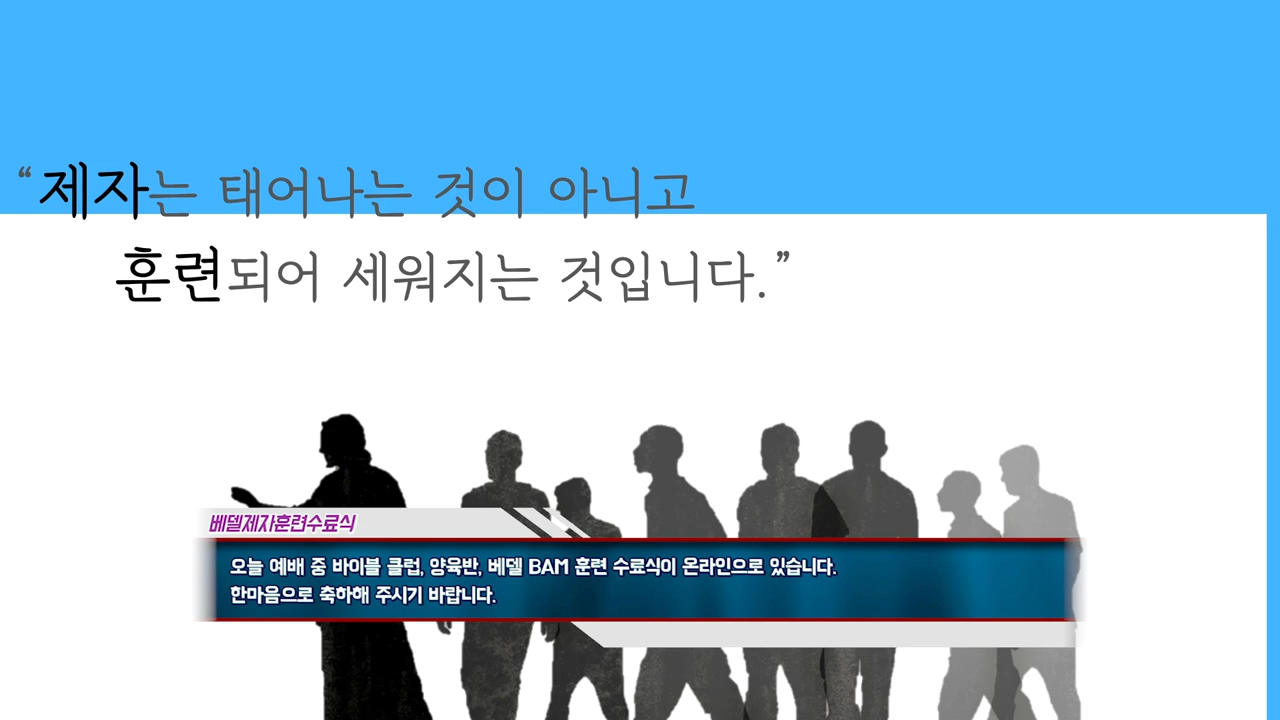 “제자는 태어나는 것이 아니고
훈련되어 세워지는 것입니다.”
베델제자훈련수료식
오늘 예배 중 바이블 클럽, 양육반, 베델 BAM 훈련 수료식이 온라인으로 있습니다.
한마음으로 축하해 주시기 바랍니다.